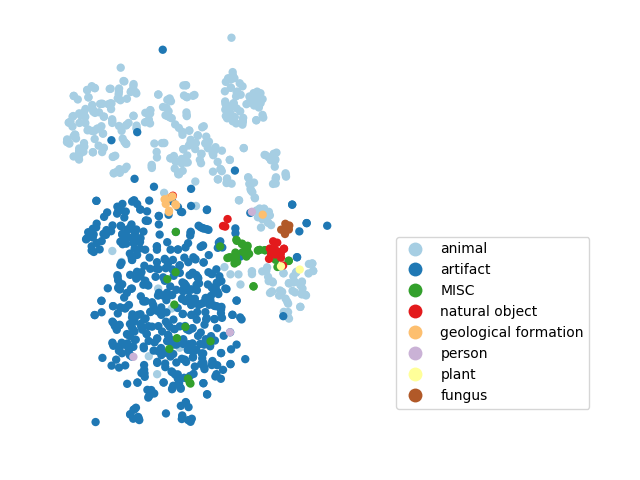 animal
artifact
MISC
natural object
geological formation
person
plant
fungus